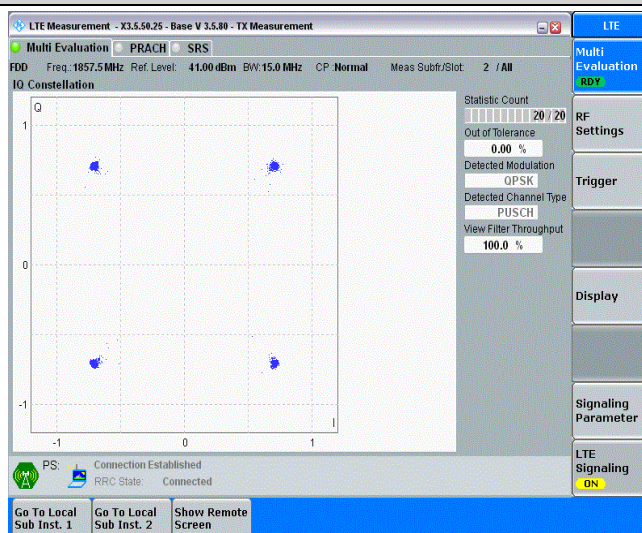 LTE Measurement - X3.5.50.25 - Base V 3.5.80 - TX Measurement
LTE
Multi Evaluation PRACH SRS
FDD Freq.:1857.5 MHz Ref. Level: 41.00 dBm BW:15.0 MHz CP :Normal Meas Subfr./Slot: 2 / All
IQ Constellation
Q
1
0
-1
I
-1 0 1
Statistic Count
20 / 20
Out of Tolerance
0.00 %
Detected Modulation
QPSK
Detected Channel Type
PUSCH
View Filter Throughput
100.0 %
Multi
Evaluation
RDY
RF
Settings
Trigger
Display
Signaling
Parameter
LTE
Signaling
ON
PS: Connection Established
RRC State: Connected
Go To Local
Sub Inst. 1
Go To Local
Sub Inst. 2
Show Remote
Screen